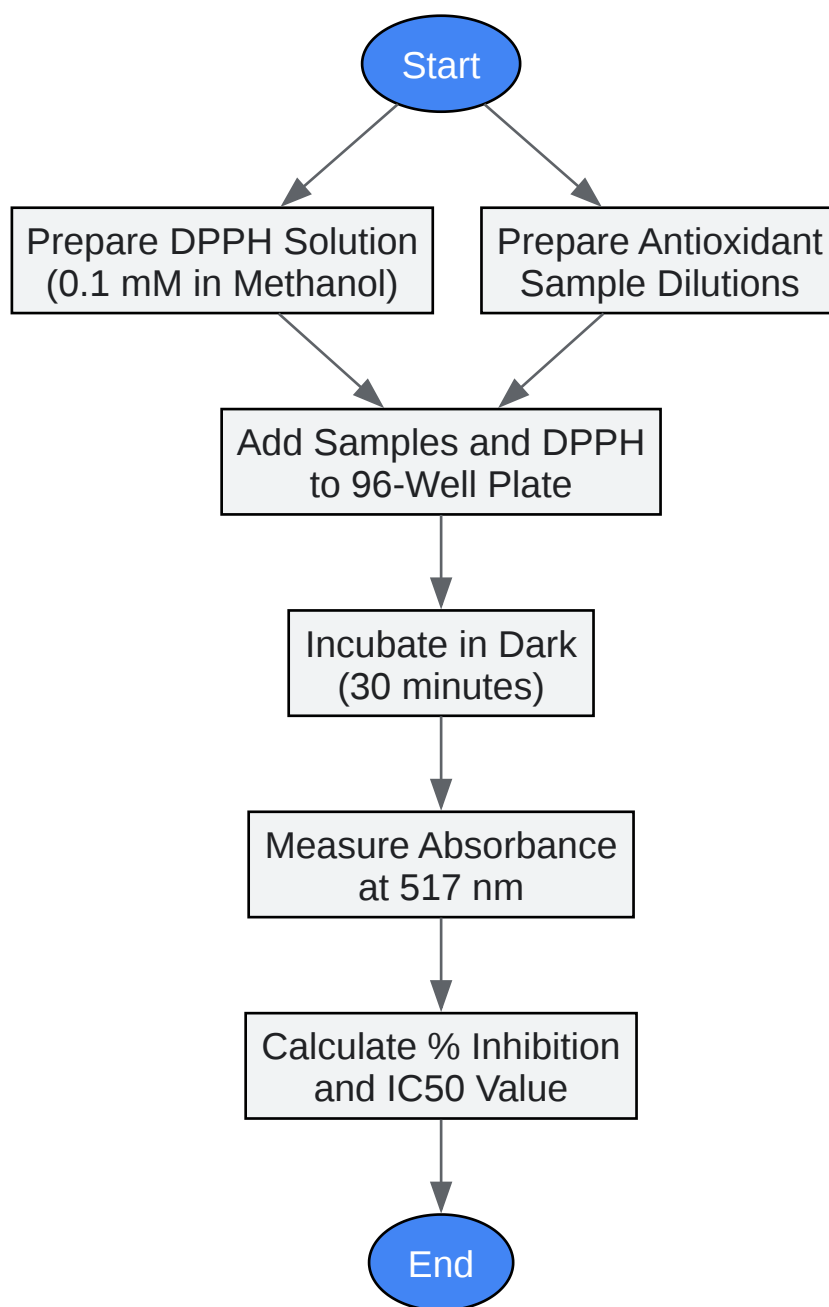 Start
Prepare DPPH Solution
(0.1 mM in Methanol)
Prepare Antioxidant
Sample Dilutions
Add Samples and DPPH
to 96-Well Plate
Incubate in Dark
(30 minutes)
Measure Absorbance
at 517 nm
Calculate % Inhibition
and IC50 Value
End